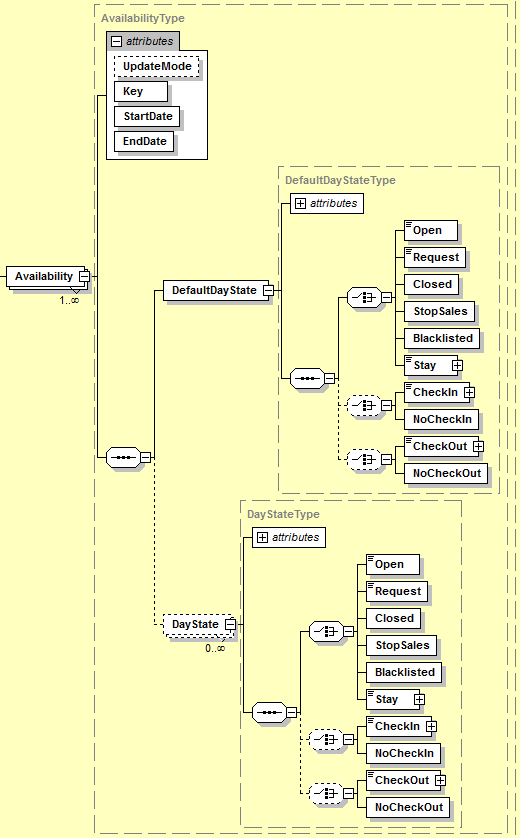 AvailabilityType
attributes
UpdateMode
Key
StartDate
EndDate
Availability
1..∞
DefaultDayState
DefaultDayStateType
attributes
Open
Request
Closed
StopSales
Blacklisted
Stay
CheckIn
NoCheckIn
CheckOut
NoCheckOut
DayState
0..∞
DayStateType
attributes
Open
Request
Closed
StopSales
Blacklisted
Stay
CheckIn
NoCheckIn
CheckOut
NoCheckOut